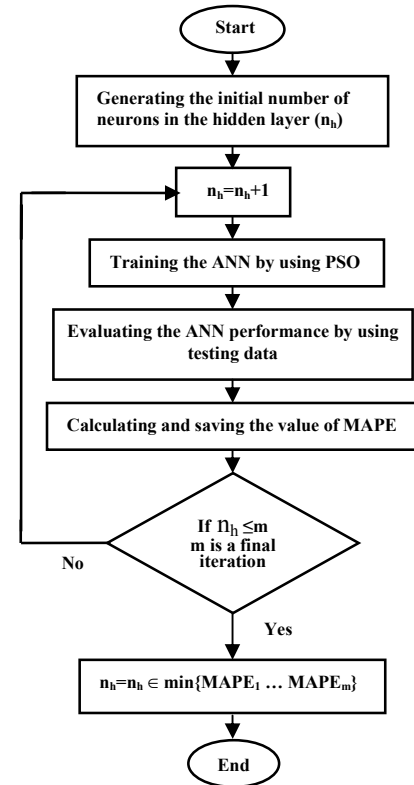 Start
Generating the initial number of
neurons in the hidden layer (nₕ)
nₕ=nₕ+1
Training the ANN by using PSO
Evaluating the ANN performance by using
testing data
Calculating and saving the value of MAPE
If nₕ ≤m
m is a final
iteration
No
Yes
nₕ=nₕ ∈ min{MAPE₁ … MAPEₘ}
End